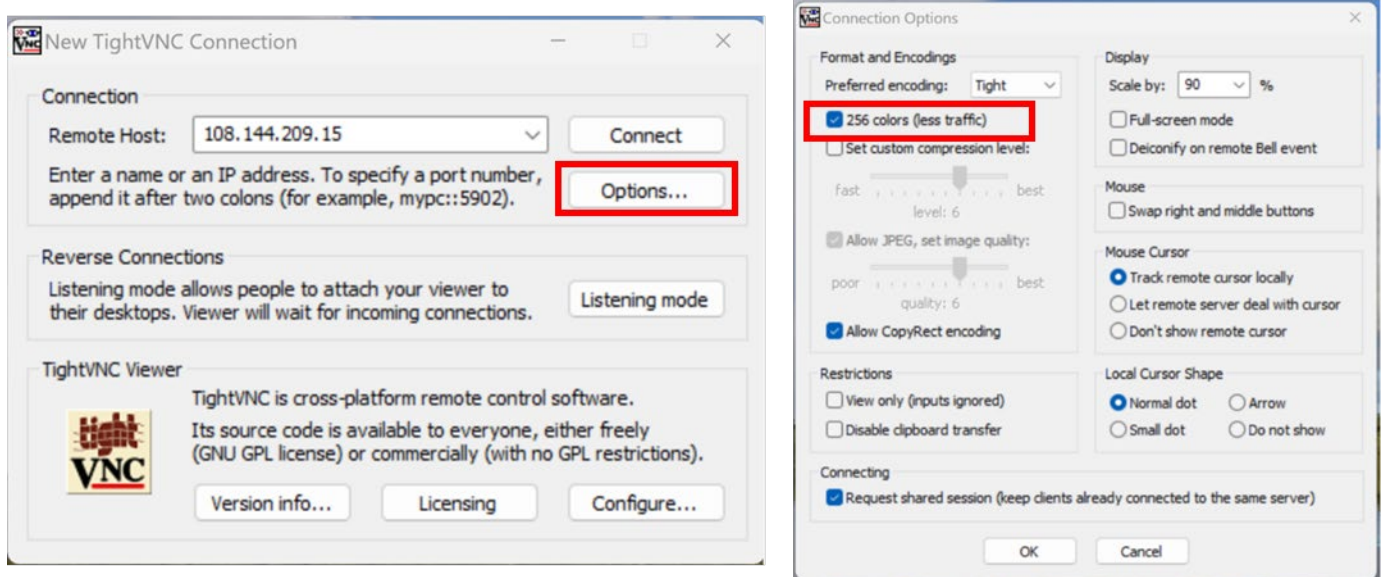 New TightVNC Connection
Connection
Remote Host:
108.144.209.15
Connect
Enter a name or an IP address. To specify a port number,
append it after two colons (for example, mypc::5902).
Options...
Reverse Connections
Listening mode allows people to attach your viewer to
their desktops. Viewer will wait for incoming connections.
Listening mode
TightVNC Viewer
tight
VNC
TightVNC is cross-platform remote control software.
Its source code is available to everyone, either freely
(GNU GPL license) or commercially (with no GPL restrictions).
Version info...
Licensing
Configure...
Connection Options
Format and Encodings
Preferred encoding: Tight
256 colors (less traffic)
Set custom compression level:
fast best
level: 6
Allow JPEG, set image quality:
poor best
quality: 6
Allow CopyRect encoding
Display
Scale by: 90 %
Full-screen mode
Deiconify on remote Bell event
Mouse
Swap right and middle buttons
Mouse Cursor
Track remote cursor locally
Let remote server deal with cursor
Don't show remote cursor
Restrictions
View only (inputs ignored)
Disable clipboard transfer
Local Cursor Shape
Normal dot Arrow
Small dot Do not show
Connecting
Request shared session (keep clients already connected to the same server)
OK
Cancel